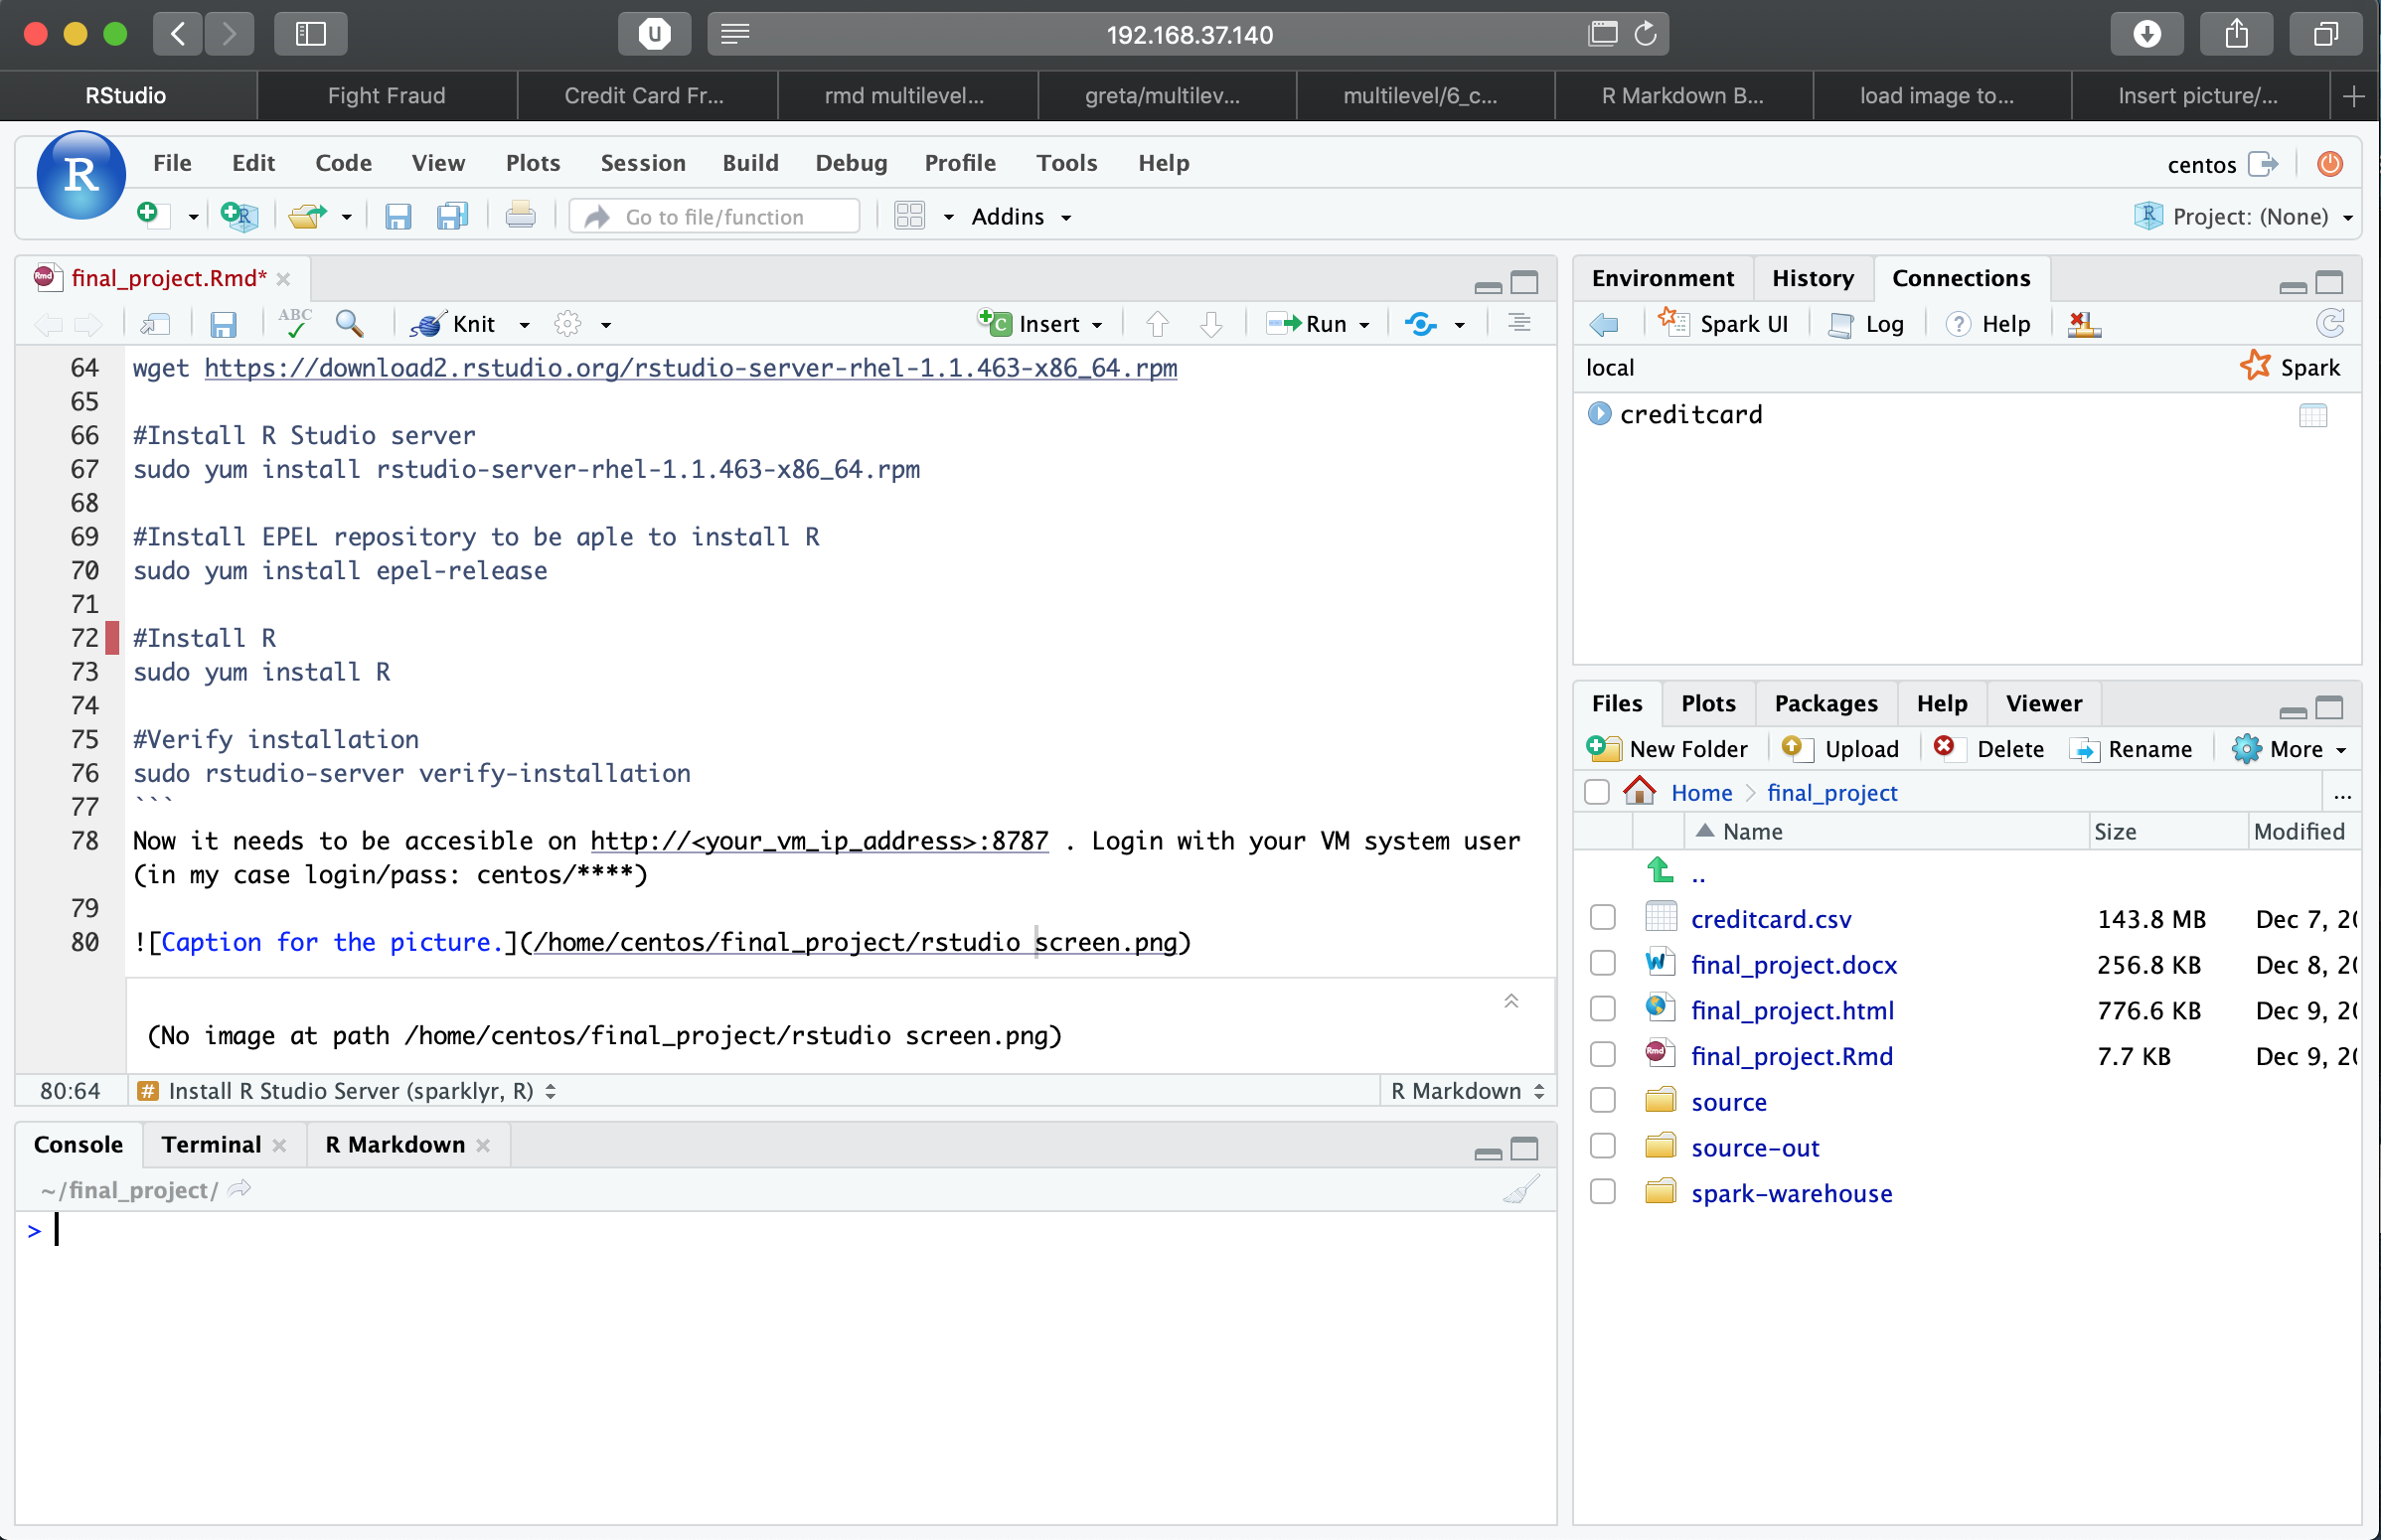 192.168.37.140
RStudio
Fight Fraud
Credit Card Fr...
rmd multilevel...
greta/multilev...
multilevel/6_c...
R Markdown B...
load image to...
Insert picture/...
R
File Edit Code View Plots Session Build Debug Profile Tools Help
centos
Go to file/function
Addins
Project: (None)
final_project.Rmd*
ABC
Knit
Insert
Run
64 wget https://download2.rstudio.org/rstudio-server-rhel-1.1.463-x86_64.rpm
65
66 #Install R Studio server
67 sudo yum install rstudio-server-rhel-1.1.463-x86_64.rpm
68
69 #Install EPEL repository to be aple to install R
70 sudo yum install epel-release
71
72 #Install R
73 sudo yum install R
74
75 #Verify installation
76 sudo rstudio-server verify-installation
77 ```
78 Now it needs to be accesible on http://<your_vm_ip_address>:8787 . Login with your VM system user
(in my case login/pass: centos/****)
79
80 ![Caption for the picture.](/home/centos/final_project/rstudio screen.png)
(No image at path /home/centos/final_project/rstudio screen.png)
80:64
# Install R Studio Server (sparklyr, R)
R Markdown
Console
Terminal
R Markdown
~/final_project/
>
Environment History Connections
Spark UI
Log
Help
local
Spark
creditcard
Files Plots Packages Help Viewer
New Folder Upload Delete Rename More
Home final_project ...
Name Size Modified
..
creditcard.csv 143.8 MB Dec 7, 20
final_project.docx 256.8 KB Dec 8, 20
final_project.html 776.6 KB Dec 9, 20
final_project.Rmd 7.7 KB Dec 9, 20
source
source-out
spark-warehouse